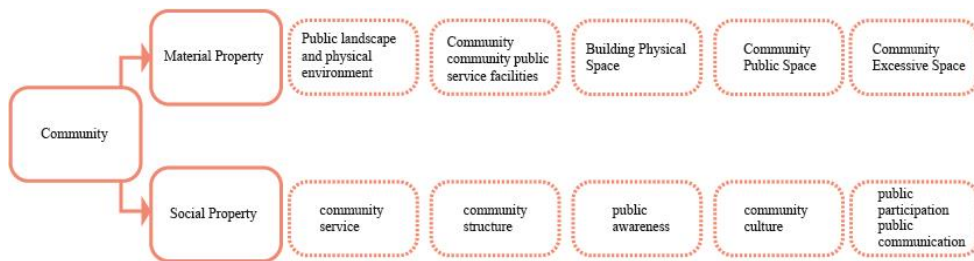 Community
Material Property
Public landscape
and physical
environment
Community
community public
service facilities
Building Physical
Space
Community
Public Space
Community
Excessive Space
Social Property
community
service
community
structure
public
awareness
community
culture
public
participation
public
communication